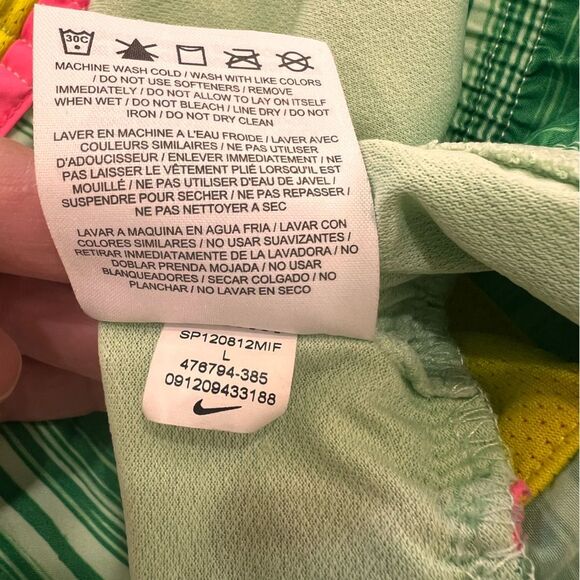 30C
MACHINE WASH COLD / WASH WITH LIKE COLORS
/ DO NOT USE SOFTENERS / REMOVE
IMMEDIATELY / DO NOT ALLOW TO LAY ON ITSELF
WHEN WET / DO NOT BLEACH / LINE DRY / DO NOT
IRON / DO NOT DRY CLEAN
LAVER EN MACHINE A L'EAU FROIDE / LAVER AVEC
COULEURS SIMILAIRES / NE PAS UTILISER
D'ADOUCISSEUR / ENLEVER IMMEDIATEMENT / NE
PAS LAISSER LE VÊTEMENT PLIÉ LORSQU'IL EST
MOUILLÉ / NE PAS UTILISER D'EAU DE JAVEL /
SUSPENDRE POUR SECHER / NE PAS REPASSER /
NE PAS NETTOYER A SEC
LAVAR A MAQUINA EN AGUA FRIA / LAVAR CON
COLORES SIMILARES / NO USAR SUAVIZANTES /
RETIRAR INMEDIATAMENTE DE LA LAVADORA / NO
DOBLAR PRENDA MOJADA / NO USAR
BLANQUEADORES / SECAR COLGADO / NO
PLANCHAR / NO LAVAR EN SECO
SP120812MIF
L
476794-385
091209433188